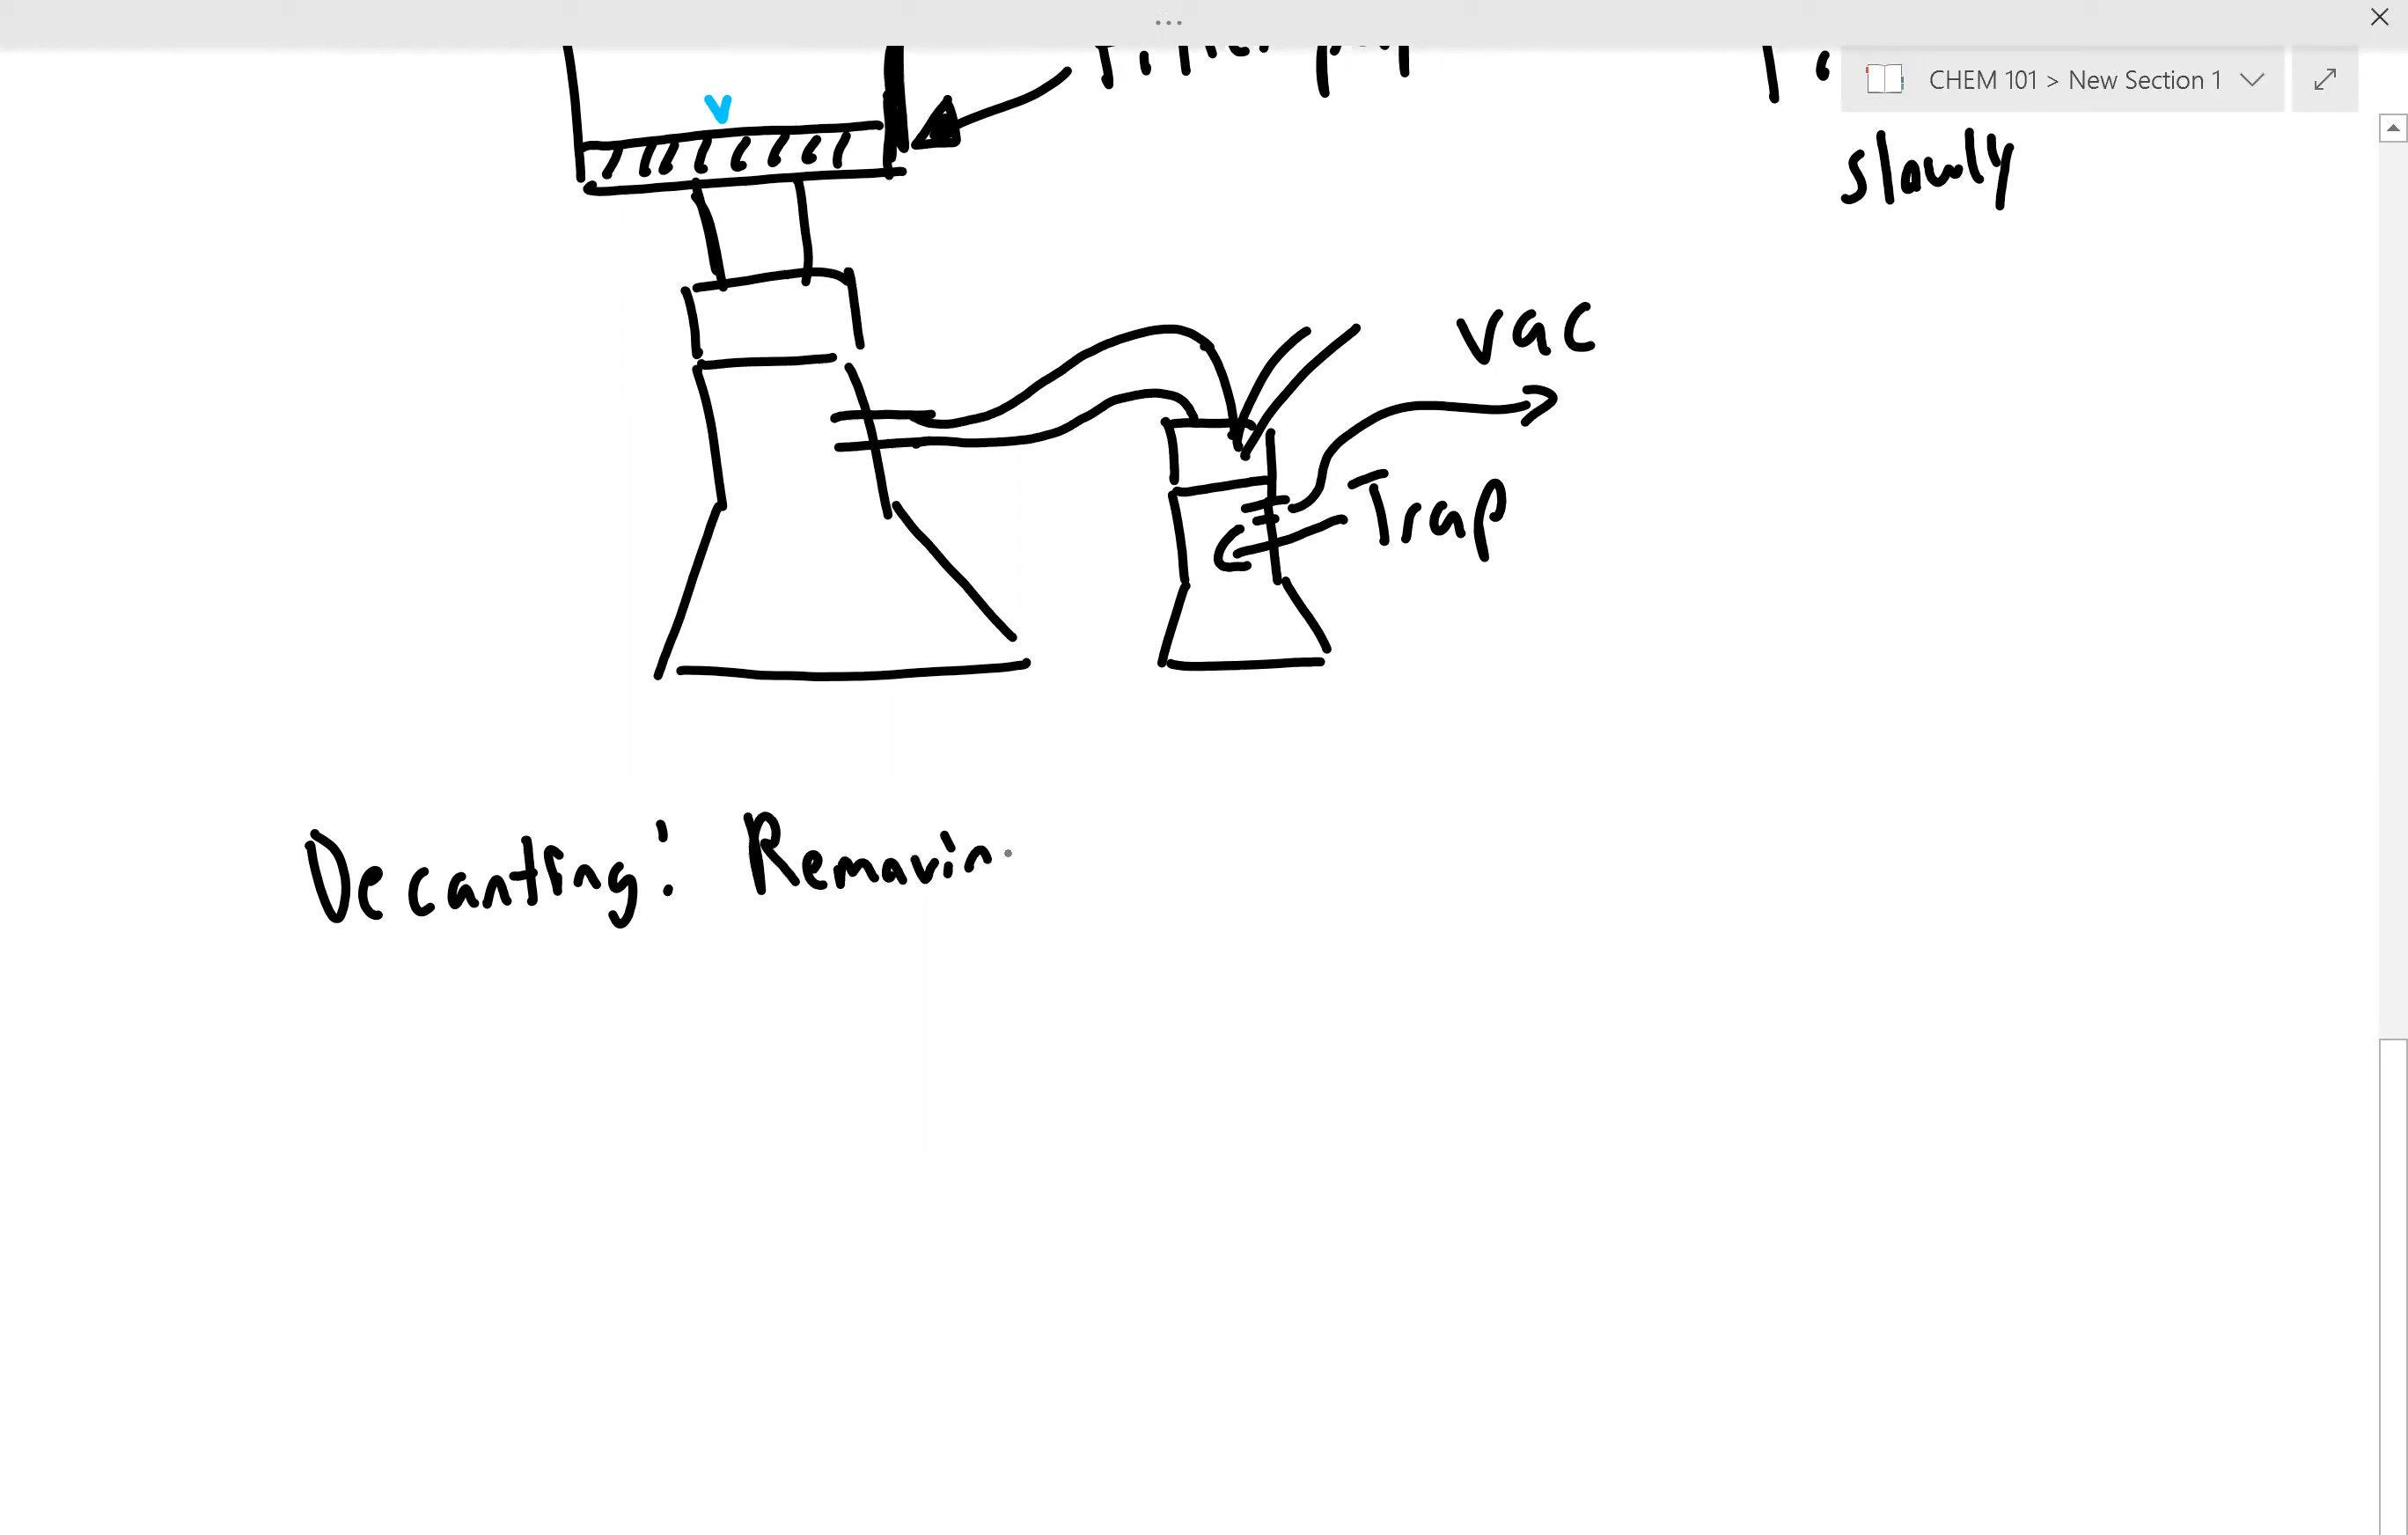 CHEM 101 > New Section 1
slowly
vac
Trap
Decanting: Removin